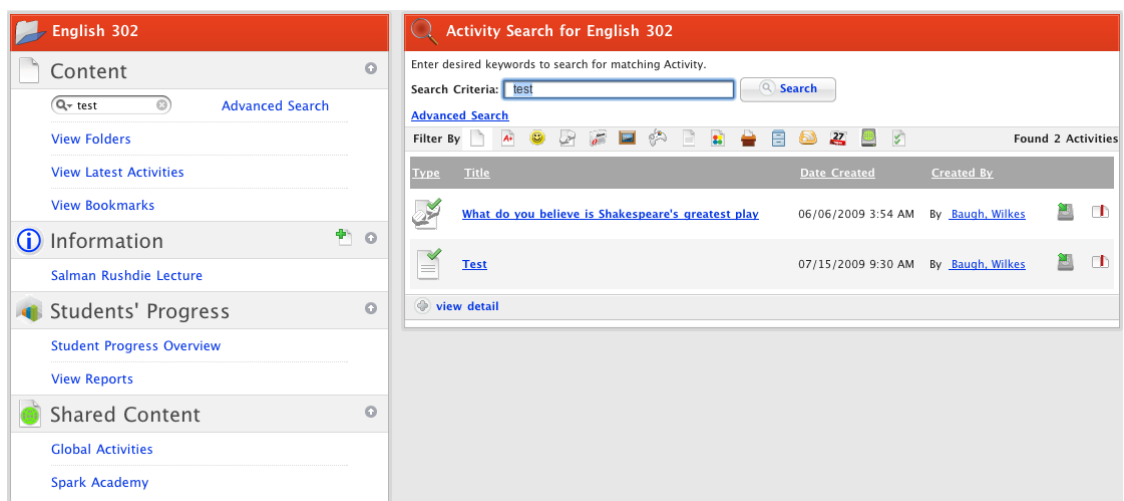 English 302
Content
test
Advanced Search
View Folders
View Latest Activities
View Bookmarks
Information
Salman Rushdie Lecture
Students' Progress
Student Progress Overview
View Reports
Shared Content
Global Activities
Spark Academy
Activity Search for English 302
Enter desired keywords to search for matching Activity.
Search Criteria: test Search
Advanced Search
Filter By Found 2 Activities
Type Title Date Created Created By
What do you believe is Shakespeare's greatest play 06/06/2009 3:54 AM By Baugh, Wilkes
Test 07/15/2009 9:30 AM By Baugh, Wilkes
view detail